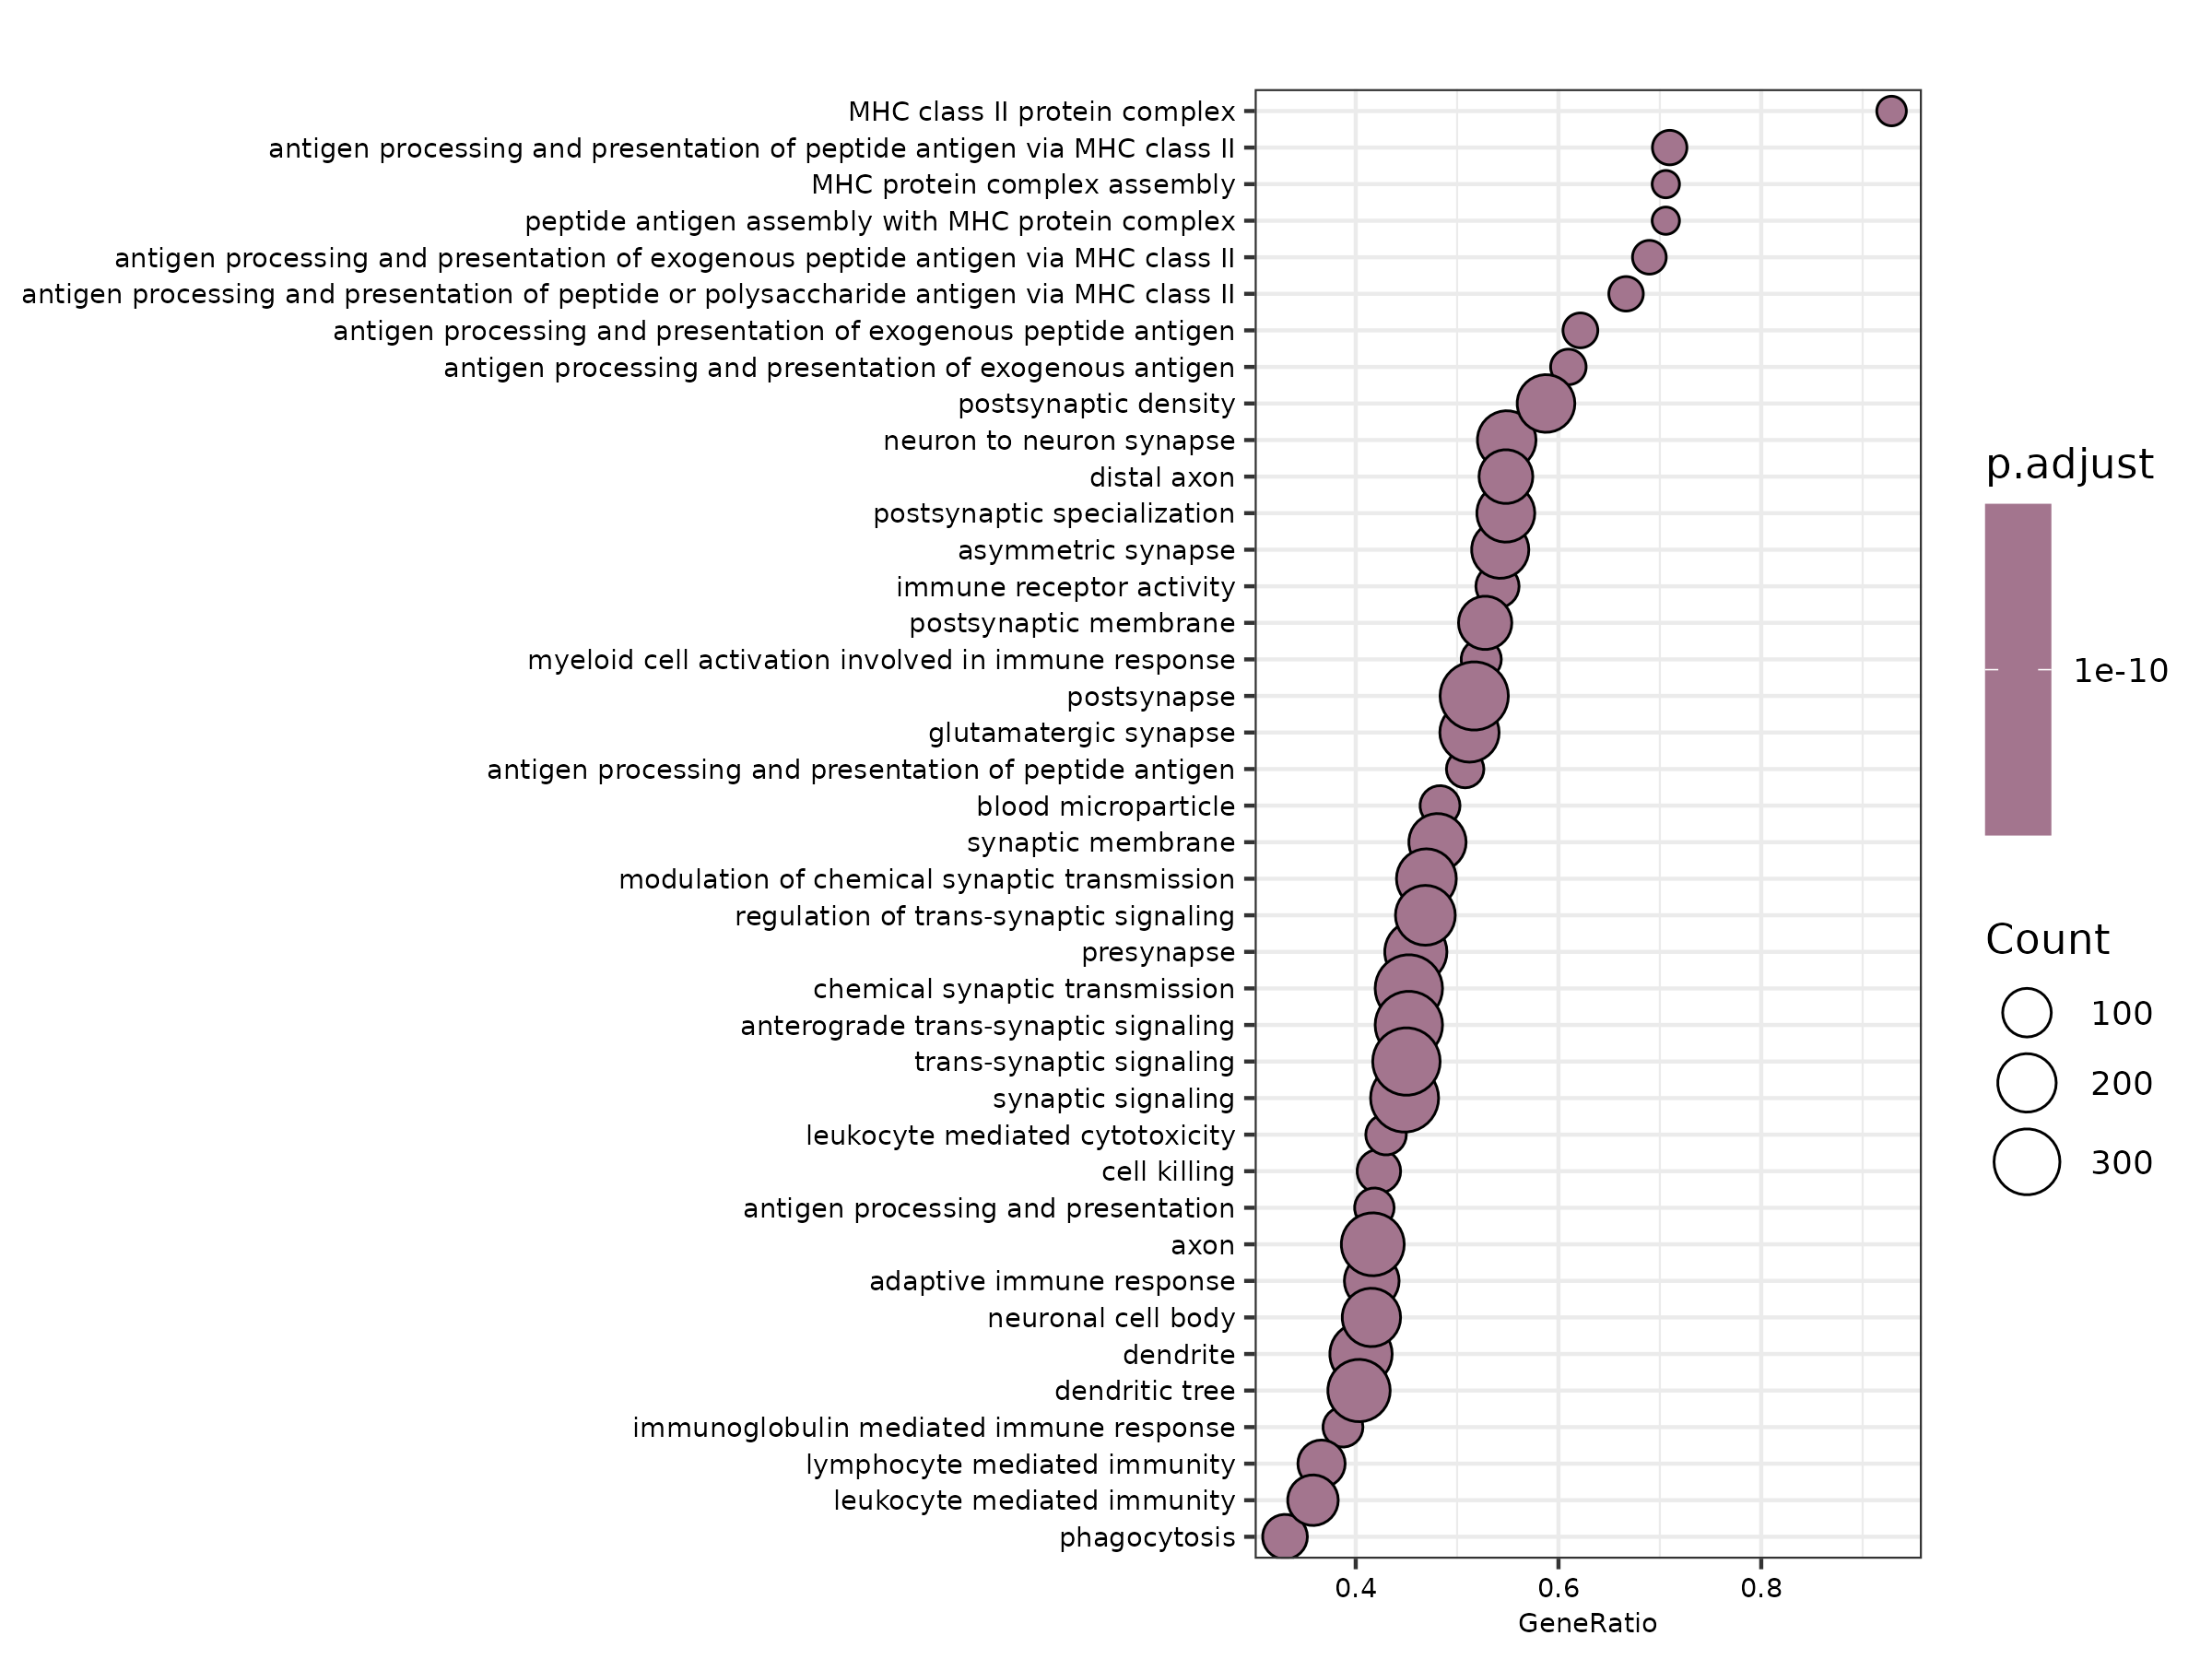 MHC class II protein complex
antigen processing and presentation of peptide antigen via MHC class II
MHC protein complex assembly
peptide antigen assembly with MHC protein complex
antigen processing and presentation of exogenous peptide antigen via MHC class II
antigen processing and presentation of peptide or polysaccharide antigen via MHC class II
antigen processing and presentation of exogenous peptide antigen
antigen processing and presentation of exogenous antigen
postsynaptic density
neuron to neuron synapse
distal axon
postsynaptic specialization
asymmetric synapse
immune receptor activity
postsynaptic membrane
myeloid cell activation involved in immune response
postsynapse
glutamatergic synapse
antigen processing and presentation of peptide antigen
blood microparticle
synaptic membrane
modulation of chemical synaptic transmission
regulation of trans-synaptic signaling
presynapse
chemical synaptic transmission
anterograde trans-synaptic signaling
trans-synaptic signaling
synaptic signaling
leukocyte mediated cytotoxicity
cell killing
antigen processing and presentation
axon
adaptive immune response
neuronal cell body
dendrite
dendritic tree
immunoglobulin mediated immune response
lymphocyte mediated immunity
leukocyte mediated immunity
phagocytosis
0.4 0.6 0.8
GeneRatio
p.adjust
1e-10
Count
100
200
300